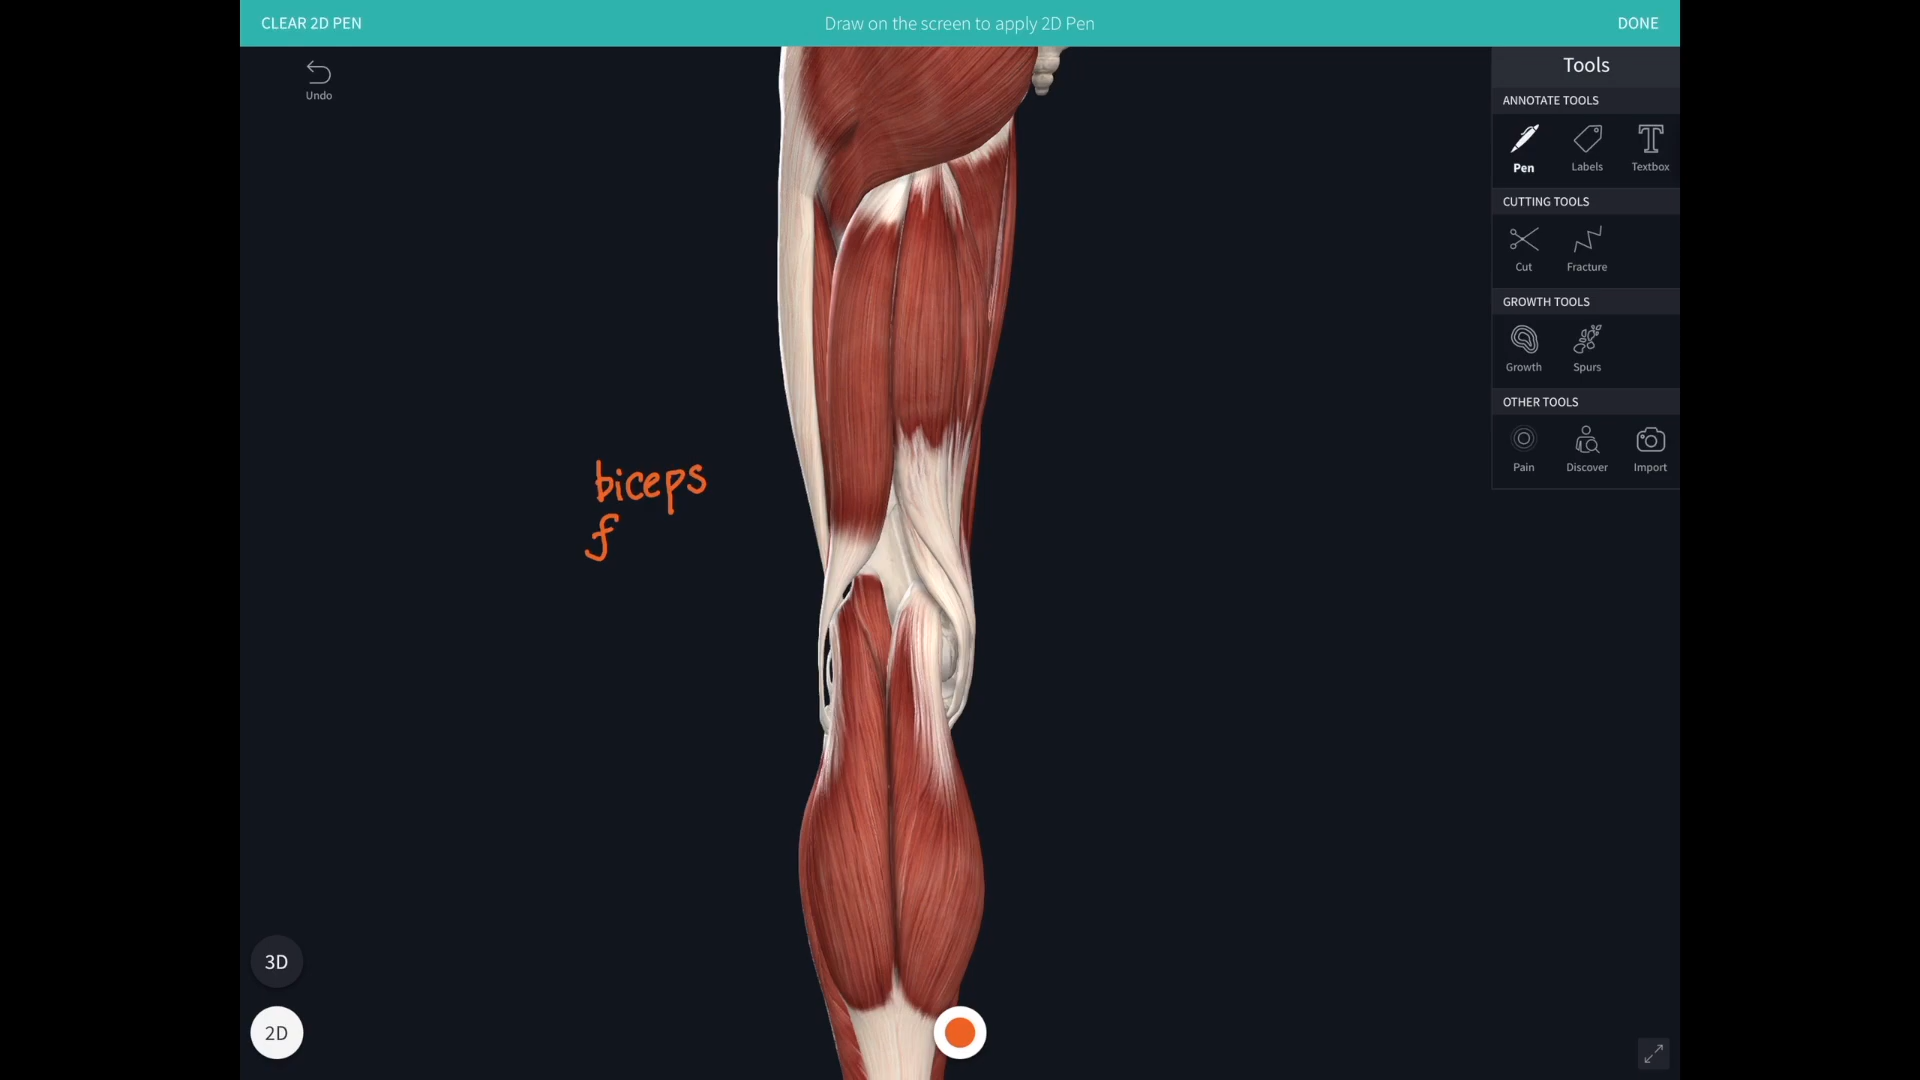 CLEAR 2D PEN Draw on the screen to apply 2D Pen DONE
Undo
Tools
ANNOTATE TOOLS
Pen Labels Textbox
CUTTING TOOLS
Cut Fracture
GROWTH TOOLS
Growth Spurs
OTHER TOOLS
Pain Discover Import
biceps
f
3D
2D